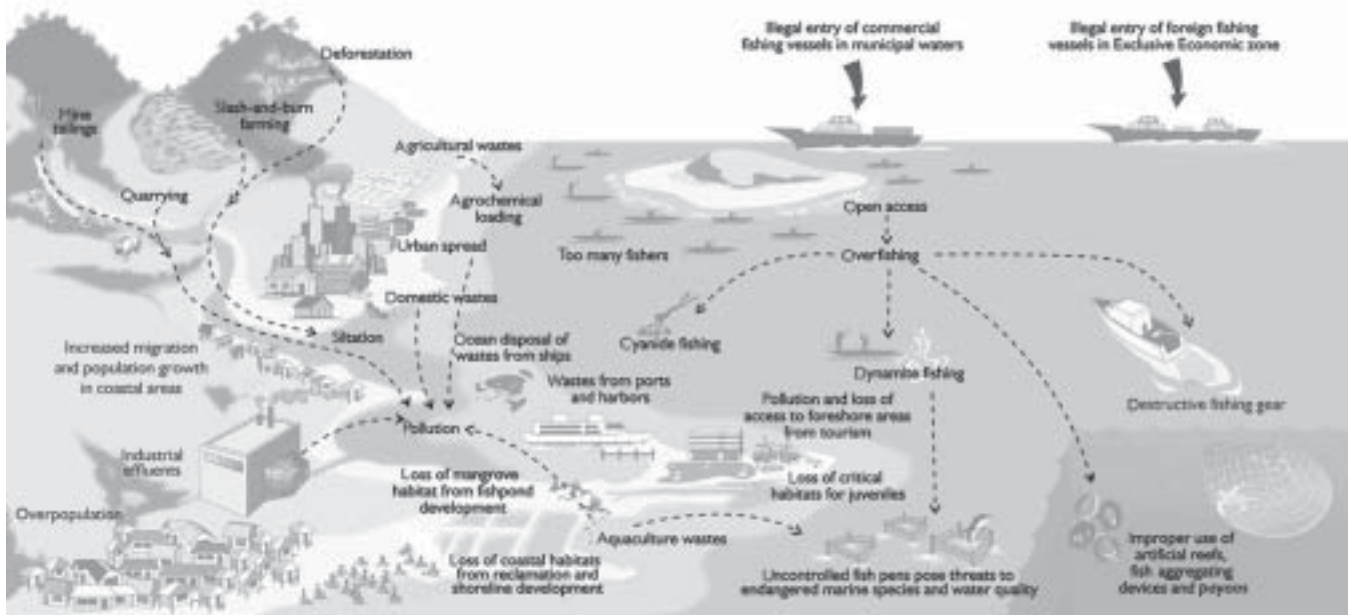 Illegal entry of commercial
fishing vessels in municipal waters
Illegal entry of foreign fishing
vessels in Exclusive Economic zone
Deforestation
Mine
tailings
Slash-and-burn
farming
Agricultural wastes
Quarrying
Agrochemical
loading
Open access
Urban spread
Too many fishers
Overfishing
Domestic wastes
Siltation
Ocean disposal of
wastes from ships
Cyanide fishing
Increased migration
and population growth
in coastal areas
Dynamite fishing
Wastes from ports
and harbors
Pollution and loss of
access to foreshore areas
from tourism
Destructive fishing gear
Pollution
Industrial
effluents
Loss of mangrove
habitat from fishpond
development
Loss of critical
habitats for juveniles
Overpopulation
Aquaculture wastes
Improper use of
artificial reefs,
fish aggregating
devices and payaos
Loss of coastal habitats
from reclamation and
shoreline development
Uncontrolled fish pens pose threats to
endangered marine species and water quality